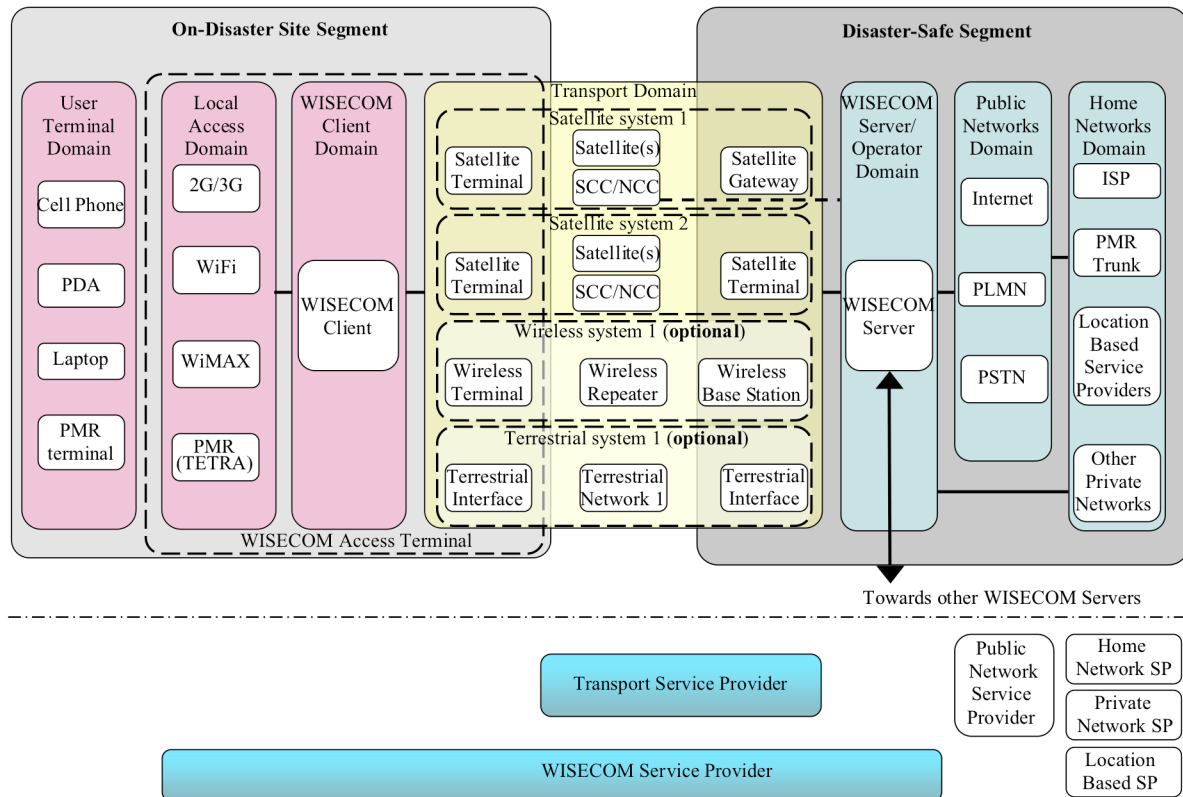 On-Disaster Site Segment
Disaster-Safe Segment
User
Terminal
Domain
Cell Phone
PDA
Laptop
PMR
terminal
Local
Access
Domain
2G/3G
WiFi
WiMAX
PMR
(TETRA)
WISECOM
Client
Domain
WISECOM
Client
WISECOM Access Terminal
Transport Domain
Satellite system 1
Satellite
Terminal
Satellite(s)
SCC/NCC
Satellite
Gateway
Satellite system 2
Satellite
Terminal
Satellite(s)
SCC/NCC
Satellite
Terminal
Wireless system 1 (optional)
Wireless
Terminal
Wireless
Repeater
Wireless
Base Station
Terrestrial system 1 (optional)
Terrestrial
Interface
Terrestrial
Network 1
Terrestrial
Interface
WISECOM
Server/
Operator
Domain
WISECOM
Server
Public
Networks
Domain
Internet
PLMN
PSTN
Home
Networks
Domain
ISP
PMR
Trunk
Location
Based
Service
Providers
Other
Private
Networks
Towards other WISECOM Servers
Transport Service Provider
WISECOM Service Provider
Public
Network
Service
Provider
Home
Network SP
Private
Network SP
Location
Based SP